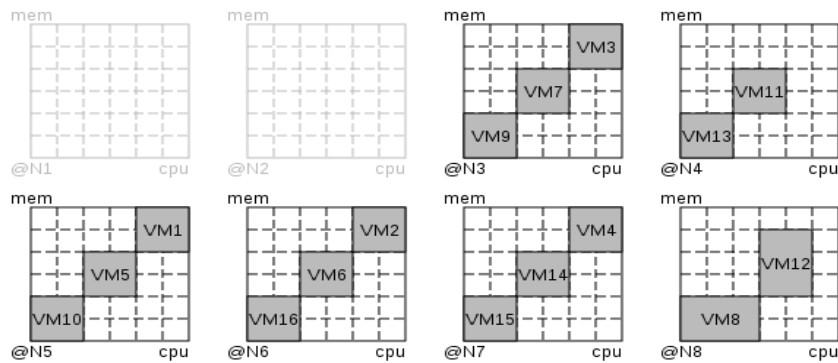 mem mem mem mem
VM3
VM7 VM11
VM9 VM13
@N1 cpu @N2 cpu @N3 cpu @N4 cpu
mem mem mem mem
VM1 VM2 VM4
VM5 VM6 VM14 VM12
VM10 VM16 VM15 VM8
@N5 cpu @N6 cpu @N7 cpu @N8 cpu